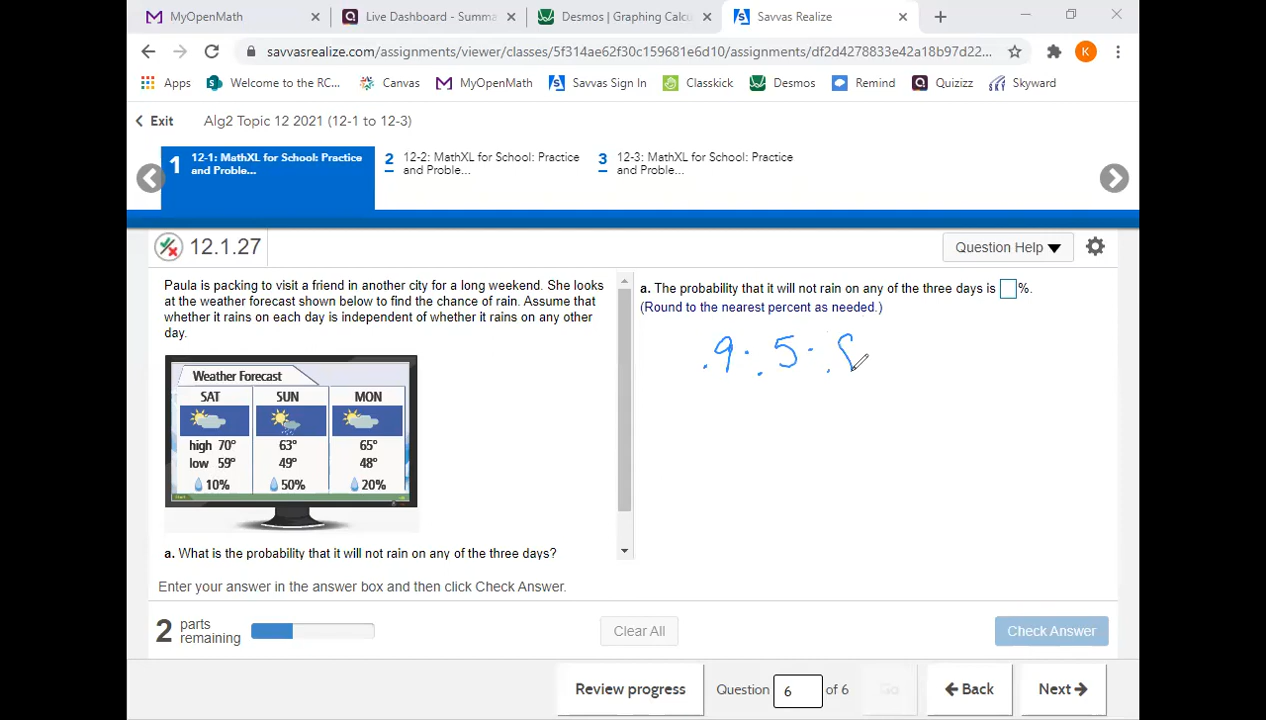 MyOpenMath
Live Dashboard - Summa
Desmos | Graphing Calcu
Savvas Realize
savvasrealize.com/assignments/viewer/classes/5f314ae62f30c159681e6d10/assignments/df2d4278833e42a18b97d22...
K
Apps
Welcome to the RC...
Canvas
MyOpenMath
Savvas Sign In
Classkick
Desmos
Remind
Quizizz
Skyward
Exit
Alg2 Topic 12 2021 (12-1 to 12-3)
1
12-1: MathXL for School: Practice
and Proble...
2
12-2: MathXL for School: Practice
and Proble...
3
12-3: MathXL for School: Practice
and Proble...
12.1.27
Question Help
Paula is packing to visit a friend in another city for a long weekend. She looks
at the weather forecast shown below to find the chance of rain. Assume that
whether it rains on each day is independent of whether it rains on any other
day.
Weather Forecast
SAT SUN MON
high 70° 63° 65°
low 59° 49° 48°
10% 50% 20%
a. What is the probability that it will not rain on any of the three days?
a. The probability that it will not rain on any of the three days is %.
(Round to the nearest percent as needed.)
.9 · .5 · .
Enter your answer in the answer box and then click Check Answer.
2 parts
remaining
Clear All
Check Answer
Review progress
Question 6 of 6
Go
Back
Next